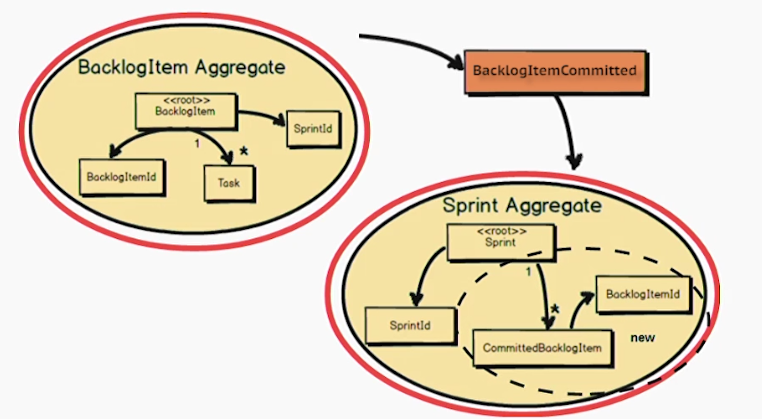 BacklogItem Aggregate
<<root>>
BacklogItem
SprintId
1
*
BacklogItemId
Task
BacklogItemCommitted
Sprint Aggregate
<<root>>
Sprint
1
BacklogItemId
*
SprintId
new
CommittedBacklogItem